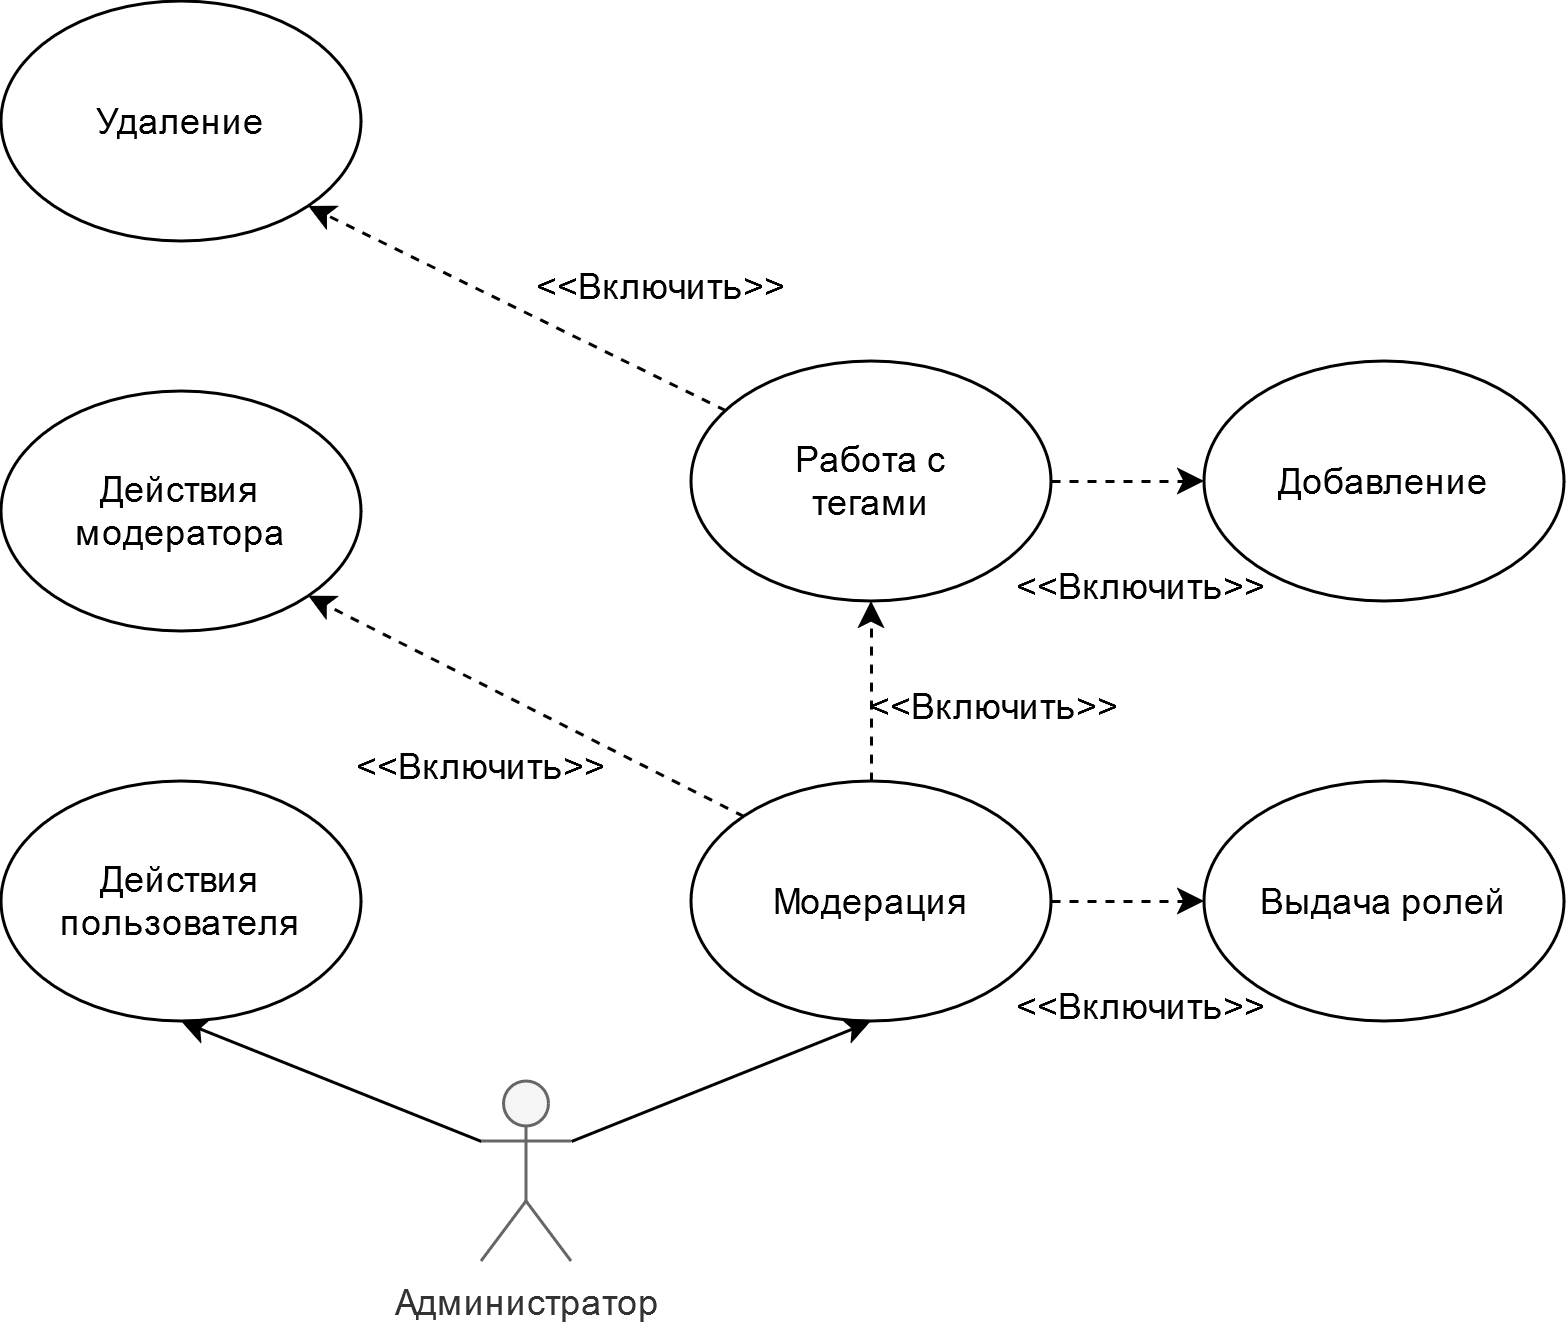 Удаление
<<Включить>>
Работа с
тегами
Добавление
Действия
модератора
<<Включить>>
<<Включить>>
<<Включить>>
Действия
пользователя
Модерация
Выдача ролей
<<Включить>>
Администратор